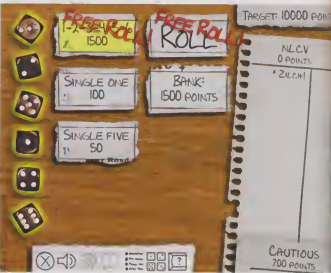 FREE ROLL!
1500
FREE ROLL!
ROLL
SINGLE ONE
100
BANK:
1500 POINTS
SINGLE FIVE
50
TARGET: 10000 POIN
NLCV
0 POINTS
* ZILCH!
CAUTIOUS
700 POINTS
?